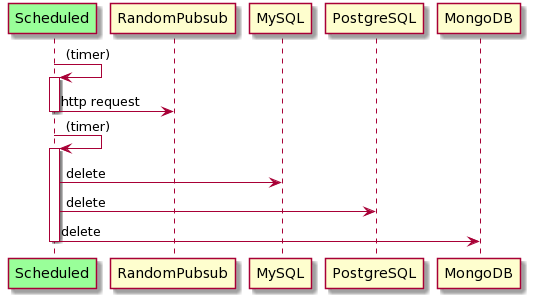 Scheduled RandomPubsub MySQL PostgreSQL MongoDB
(timer)
http request
(timer)
delete
delete
delete
Scheduled RandomPubsub MySQL PostgreSQL MongoDB